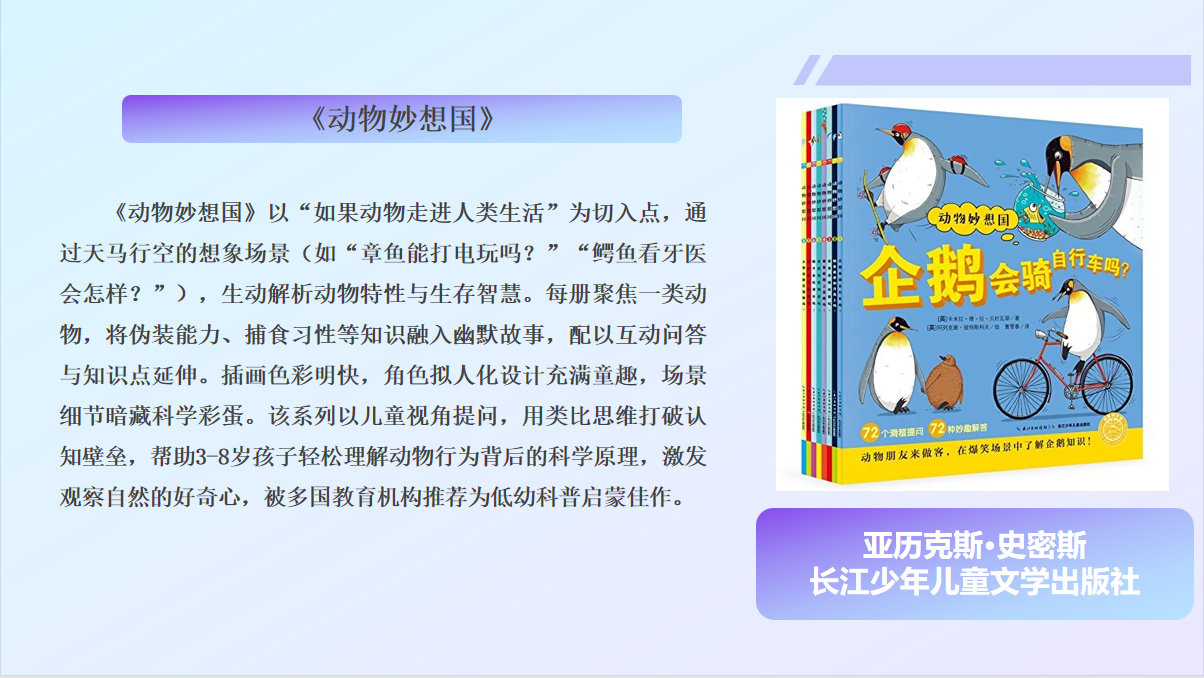 《动物妙想国》
《动物妙想国》以“如果动物走进人类生活”为切入点，通
过天马行空的想象场景（如“章鱼能打电玩吗？”“鳄鱼看牙医
会怎样？”），生动解析动物特性与生存智慧。每册聚焦一类动
物，将伪装能力、捕食习性等知识融入幽默故事，配以互动问答
与知识点延伸。插画色彩明快，角色拟人化设计充满童趣，场景
细节暗藏科学彩蛋。该系列以儿童视角提问，用类比思维打破认
知壁垒，帮助3-8岁孩子轻松理解动物行为背后的科学原理，激发
观察自然的好奇心，被多国教育机构推荐为低幼科普启蒙佳作。
动物妙想国
企鹅会骑自行车吗？
72个滑稽提问 72种妙趣解答
动物朋友来做客，在爆笑场景中了解企鹅知识！
亚历克斯·史密斯
长江少年儿童文学出版社